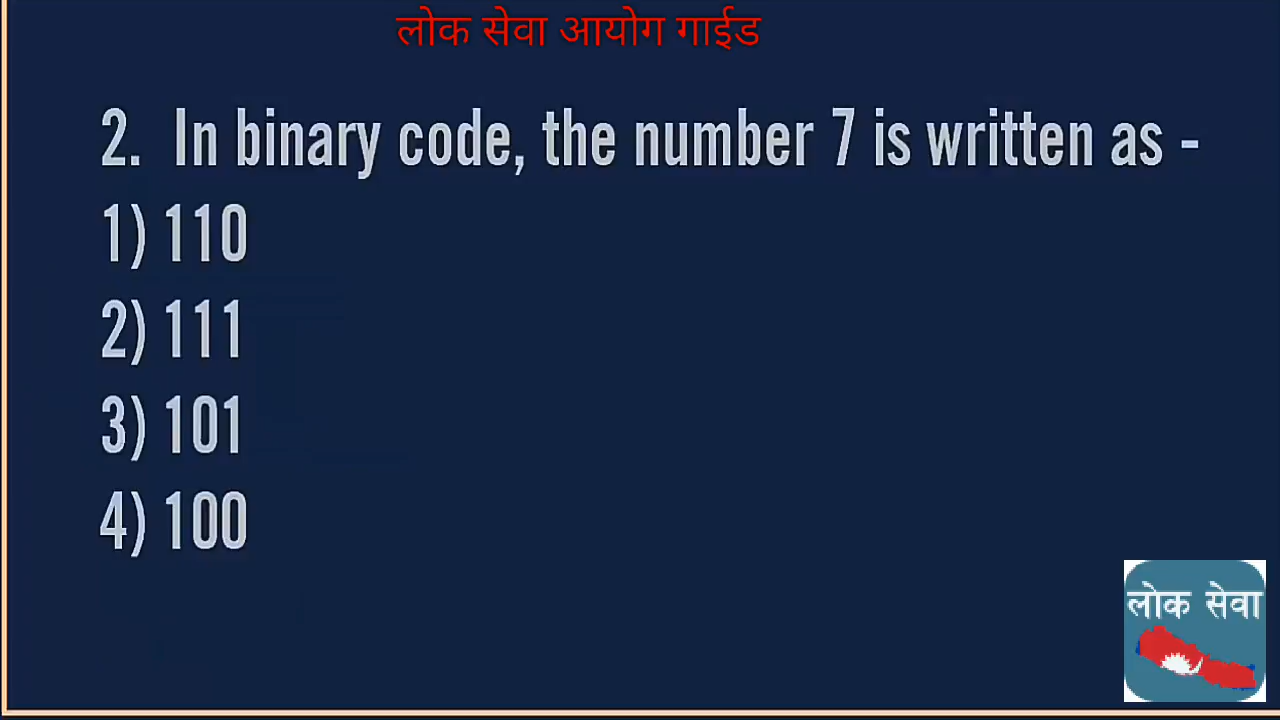 लोक सेवा आयोग गाईड
2. In binary code, the number 7 is written as -
1) 110
2) 111
3) 101
4) 100
लोक सेवा